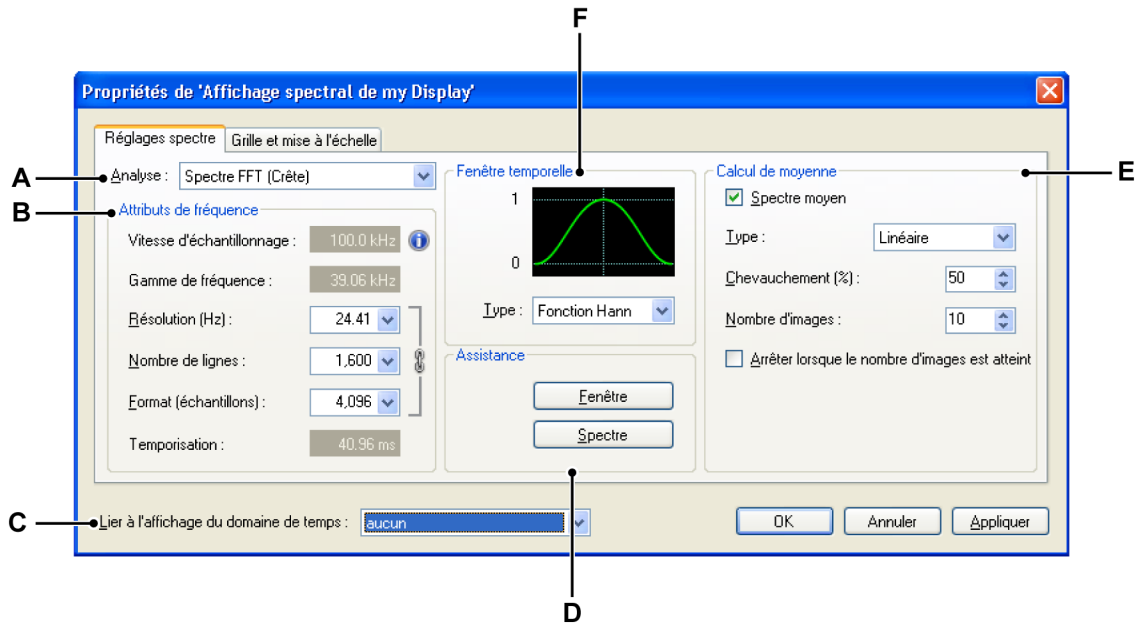 F
Propriétés de 'Affichage spectral de my Display'
Réglages spectre
Grille et mise à l'échelle
A
Analyse :
Spectre FFT (Crête)
B
Attributs de fréquence
Vitesse d'échantillonnage :
100.0 kHz
Gamme de fréquence :
39.06 kHz
Résolution (Hz) :
24.41
Nombre de lignes :
1,600
Format (échantillons) :
4,096
Temporisation :
40.96 ms
Fenêtre temporelle
1
0
Type :
Fonction Hann
Assistance
Fenêtre
Spectre
Calcul de moyenne
E
Spectre moyen
Type :
Linéaire
Chevauchement (%) :
50
Nombre d'images :
10
Arrêter lorsque le nombre d'images est atteint
C
Lier à l'affichage du domaine de temps :
aucun
OK
Annuler
Appliquer
D